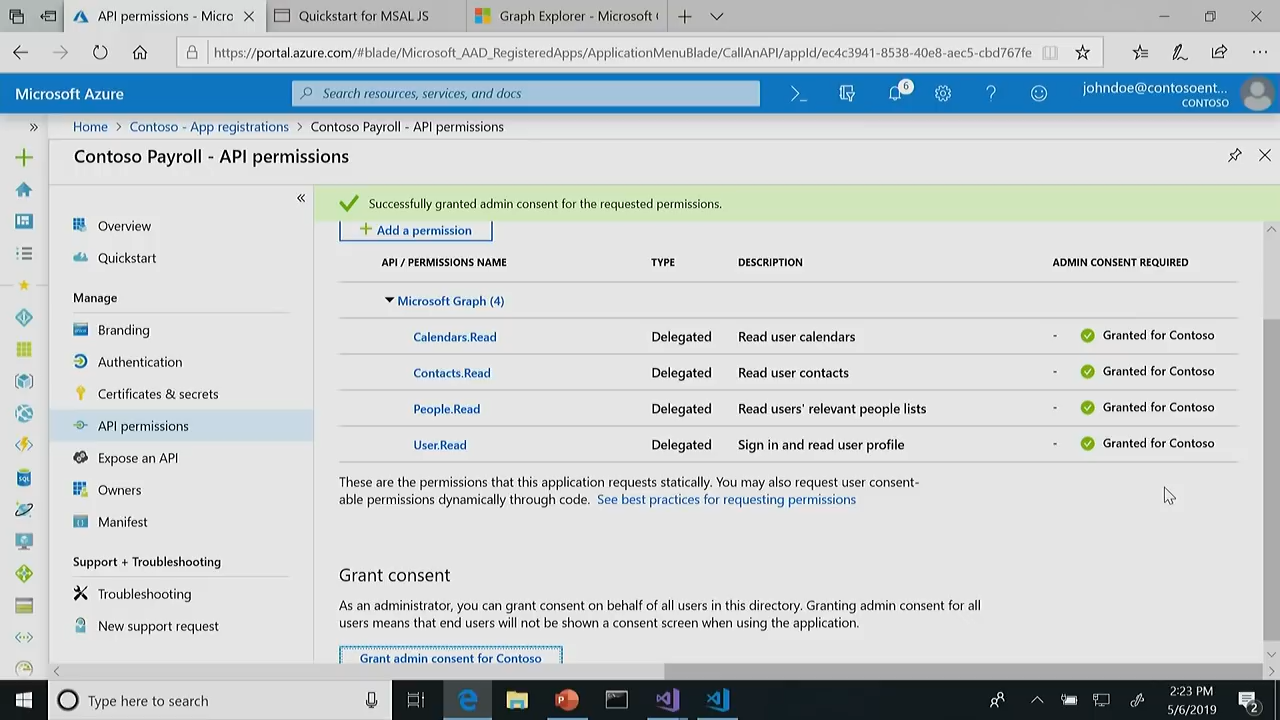 API permissions - Micro
Quickstart for MSAL JS
Graph Explorer - Microsoft
https://portal.azure.com/#blade/Microsoft_AAD_RegisteredApps/ApplicationMenuBlade/CallAnAPI/appId/ec4c3941-8538-40e8-aec5-cbd767fe
Microsoft Azure
Search resources, services, and docs
6
johndoe@contosoent...
CONTOSO
Home > Contoso - App registrations > Contoso Payroll - API permissions
Contoso Payroll - API permissions
Overview
Quickstart
Manage
Branding
Authentication
Certificates & secrets
API permissions
Expose an API
Owners
Manifest
Support + Troubleshooting
Troubleshooting
New support request
Successfully granted admin consent for the requested permissions.
+ Add a permission
API / PERMISSIONS NAME TYPE DESCRIPTION ADMIN CONSENT REQUIRED
Microsoft Graph (4)
Calendars.Read Delegated Read user calendars - Granted for Contoso
Contacts.Read Delegated Read user contacts - Granted for Contoso
People.Read Delegated Read users' relevant people lists - Granted for Contoso
User.Read Delegated Sign in and read user profile - Granted for Contoso
These are the permissions that this application requests statically. You may also request user consent-
able permissions dynamically through code. See best practices for requesting permissions
Grant consent
As an administrator, you can grant consent on behalf of all users in this directory. Granting admin consent for all
users means that end users will not be shown a consent screen when using the application.
Grant admin consent for Contoso
SQL
Type here to search
2:23 PM
5/6/2019
2